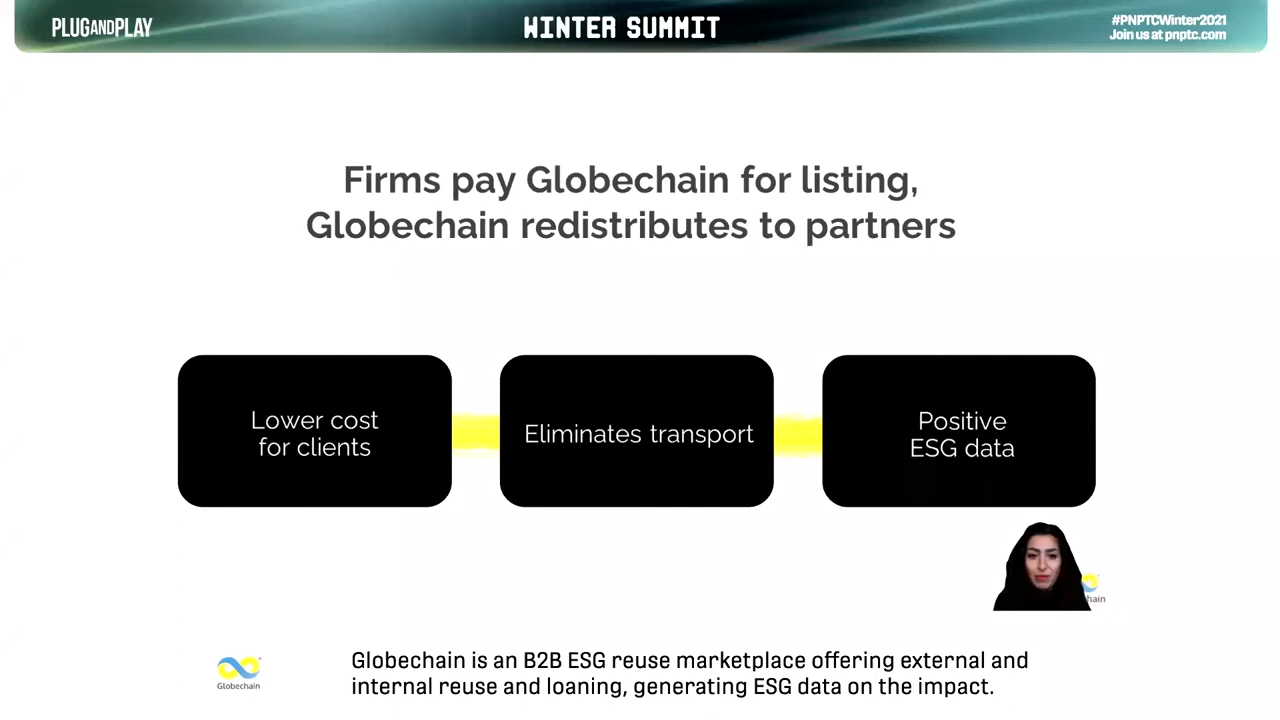 PLUGANDPLAY
WINTER SUMMIT
#PNPTCWinter2021
Join us at pnptc.com
Firms pay Globechain for listing,
Globechain redistributes to partners
Lower cost
for clients
Eliminates transport
Positive
ESG data
hain
Globechain
Globechain is an B2B ESG reuse marketplace offering external and
internal reuse and loaning, generating ESG data on the impact.